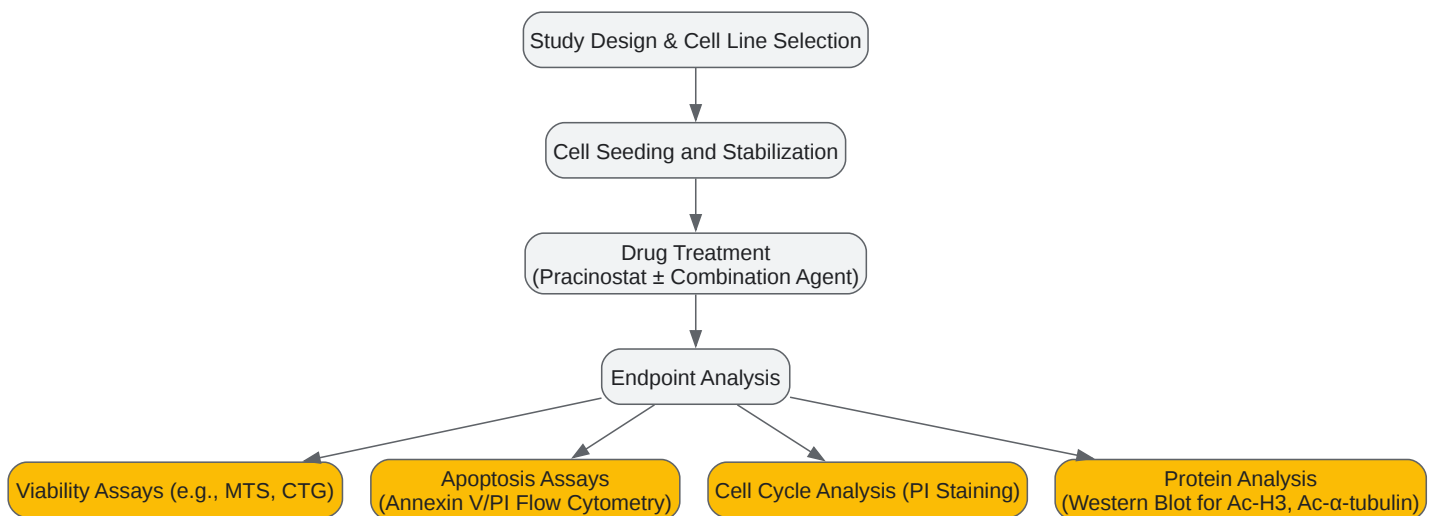 Study Design & Cell Line Selection
Cell Seeding and Stabilization
Drug Treatment
(Pracinostat ± Combination Agent)
Endpoint Analysis
Viability Assays (e.g., MTS, CTG)
Apoptosis Assays
(Annexin V/PI Flow Cytometry)
Cell Cycle Analysis (PI Staining)
Protein Analysis
(Western Blot for Ac-H3, Ac-α-tubulin)